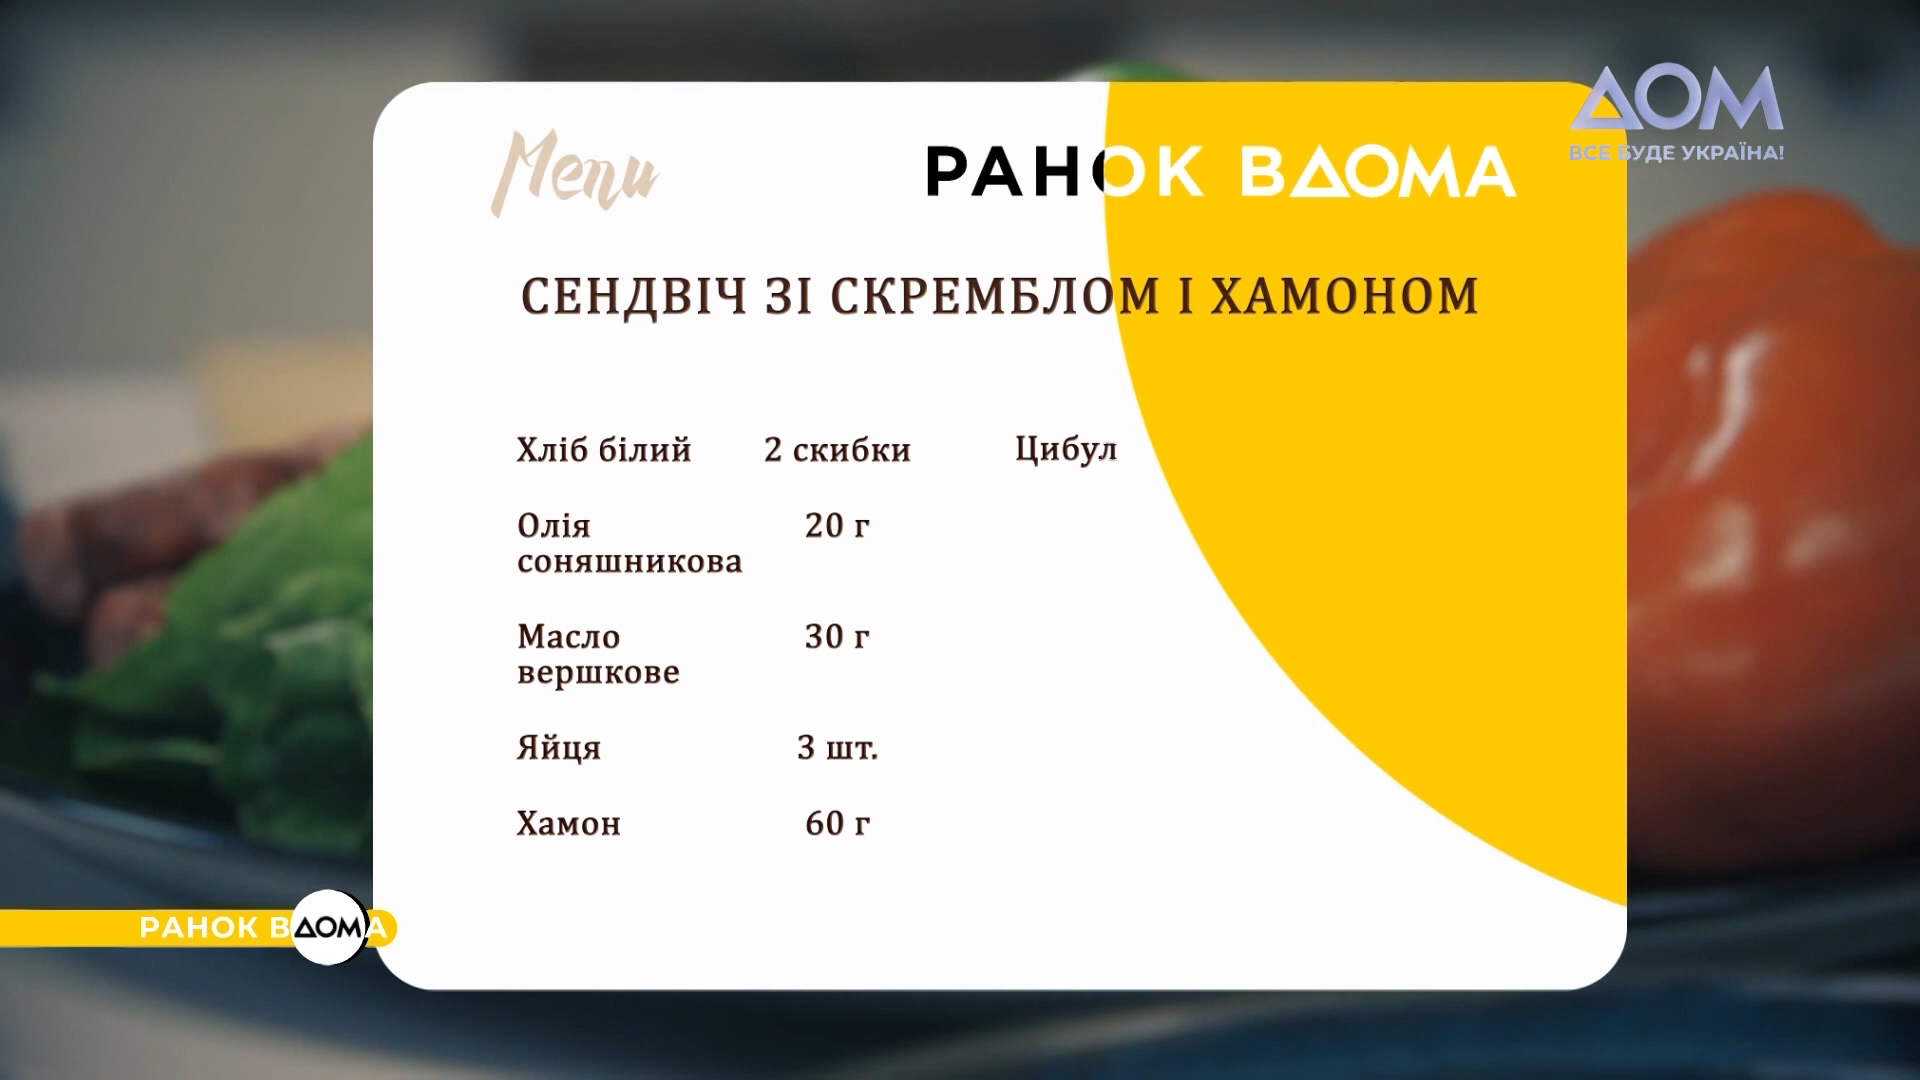 ДОМ
ВСЕ БУДЕ УКРАЇНА!
Menu
РАНОК ВДОМА
СЕНДВІЧ ЗІ СКРЕМБЛОМ І ХАМОНОМ
Хліб білий 2 скибки
Олія
соняшникова 20 г
Масло
вершкове 30 г
Яйця 3 шт.
Хамон 60 г
Цибул
РАНОК ВДОМА